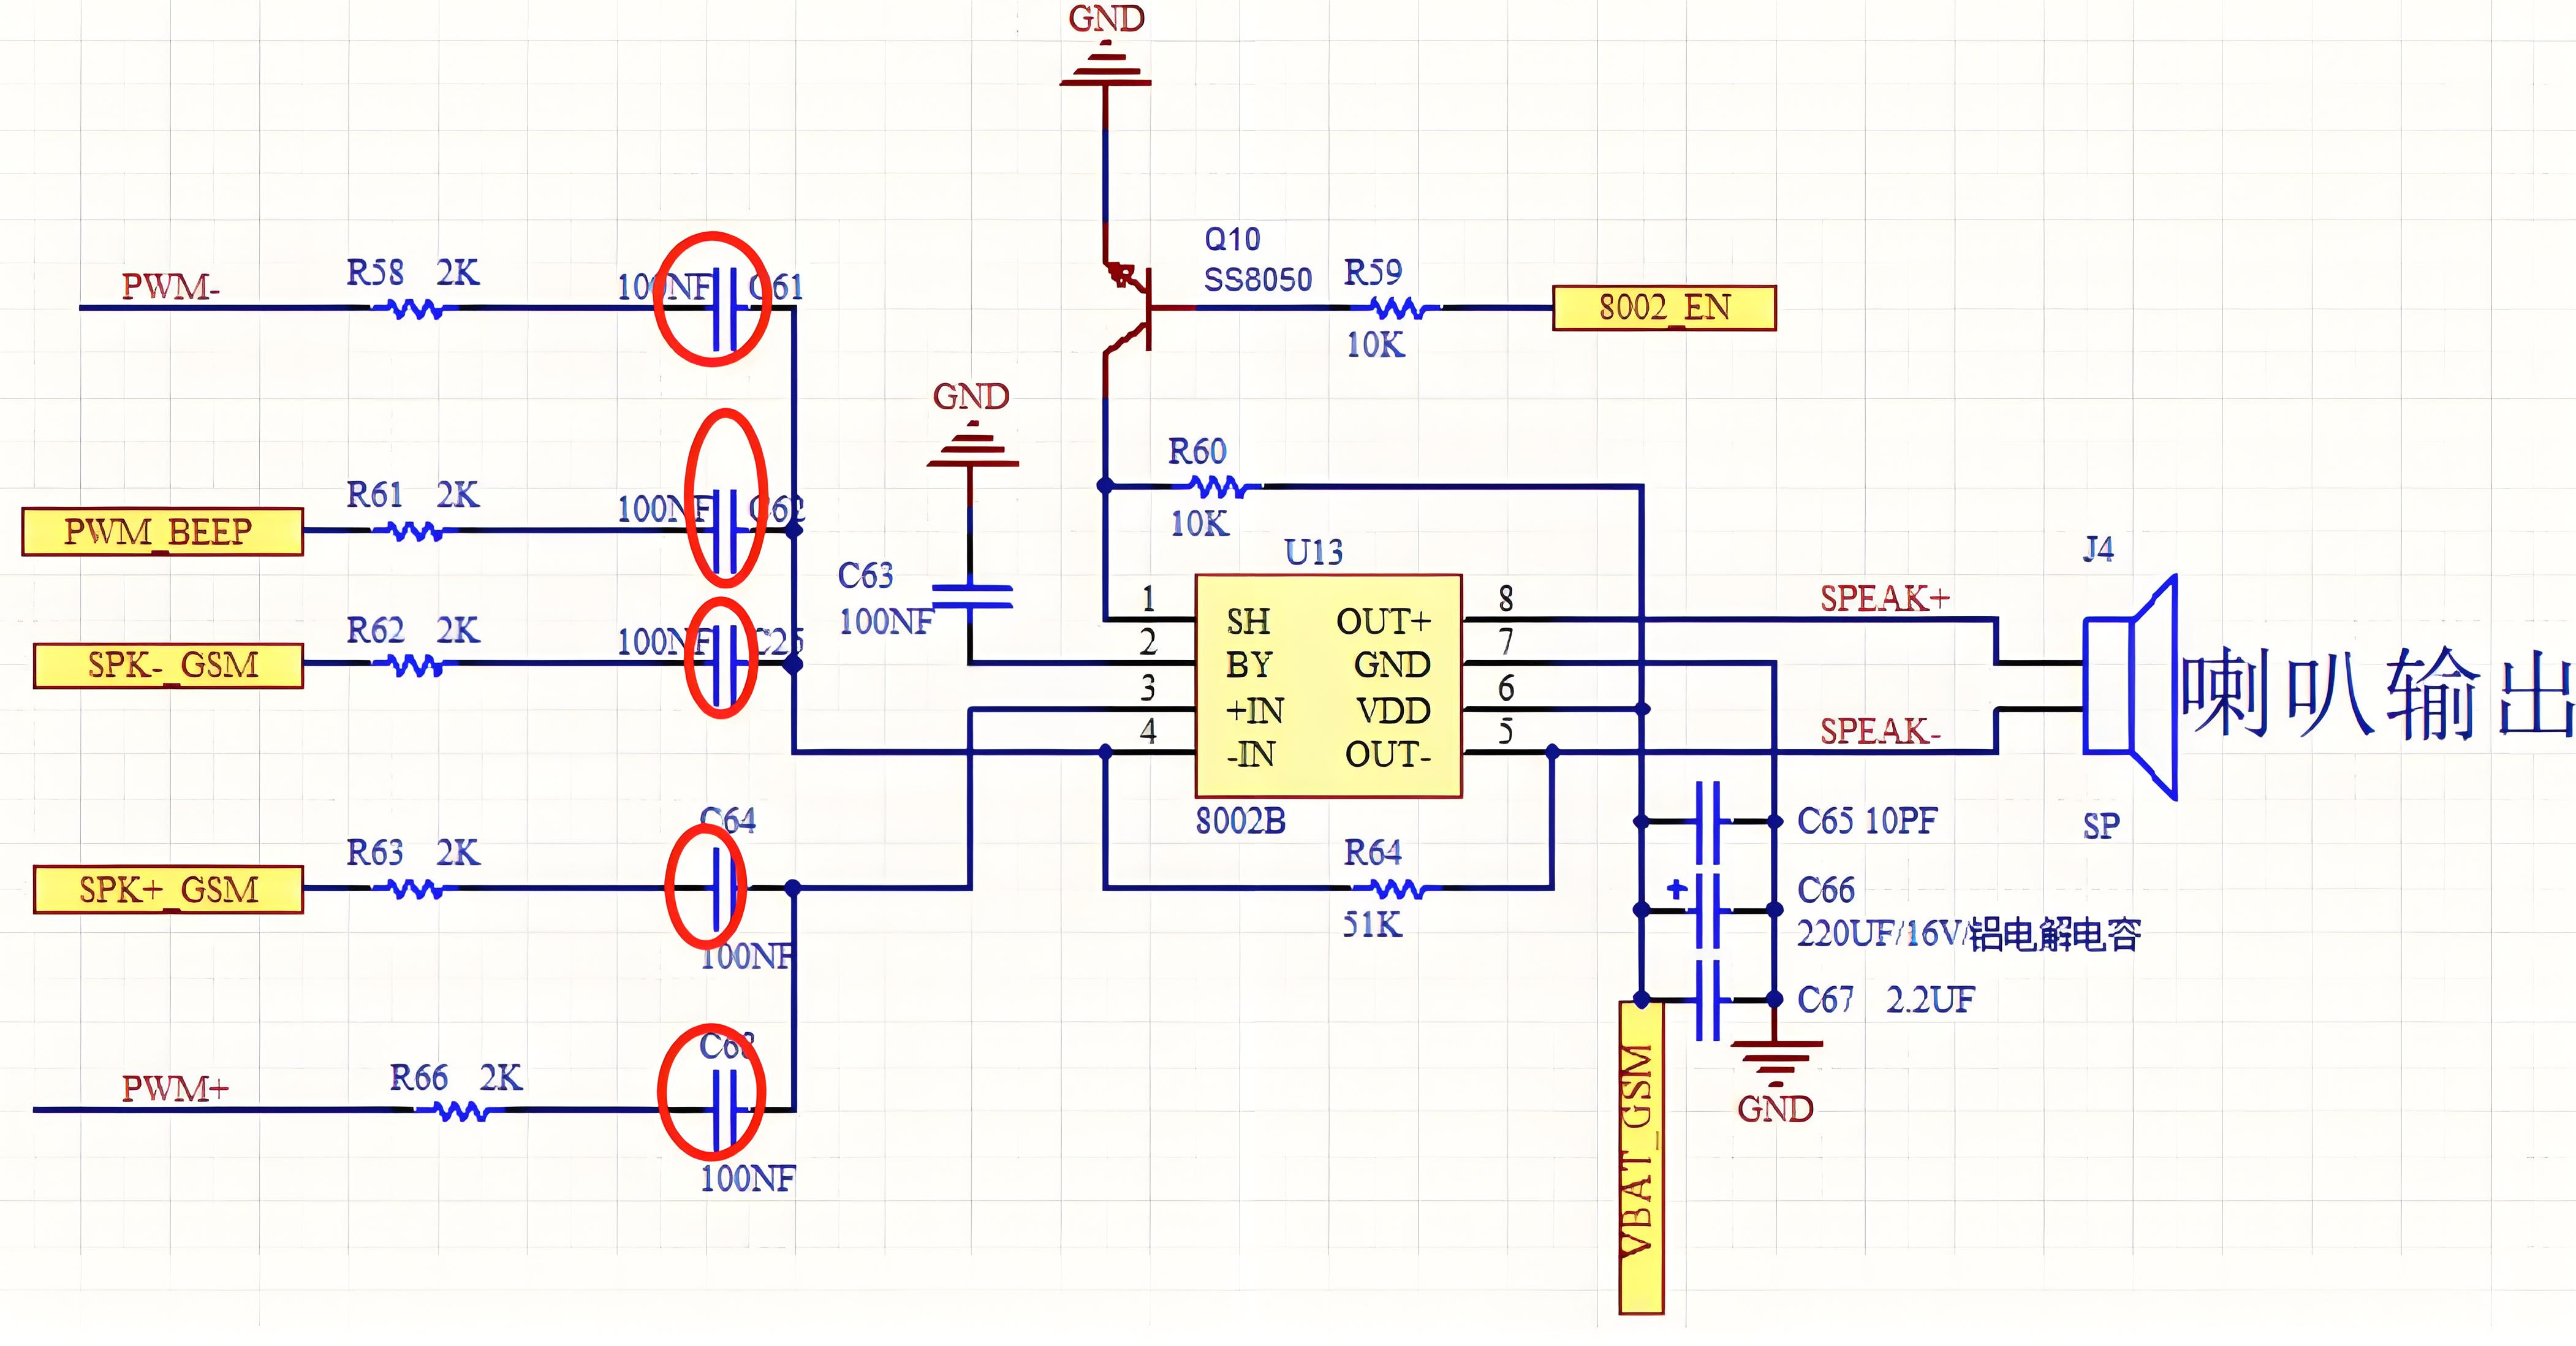 GND
Q10
SS8050
R59
10K
8002_EN
PWM-
R58 2K
100NF
C61
GND
R60
10K
PWM_BEEP
R61 2K
100NF
C62
C63
100NF
U13
J4
SPK-_GSM
R62 2K
100NF
C25
1 SH OUT+ 8
2 BY GND 7
3 +IN VDD 6
4 -IN OUT- 5
8002B
SPEAK+
SPEAK-
喇叭输出
SP
SPK+_GSM
R63 2K
C64
100NF
R64
51K
C65 10PF
+
C66
220UF/16V/铝电解电容
C67 2.2UF
GND
VBAT_GSM
PWM+
R66 2K
100NF